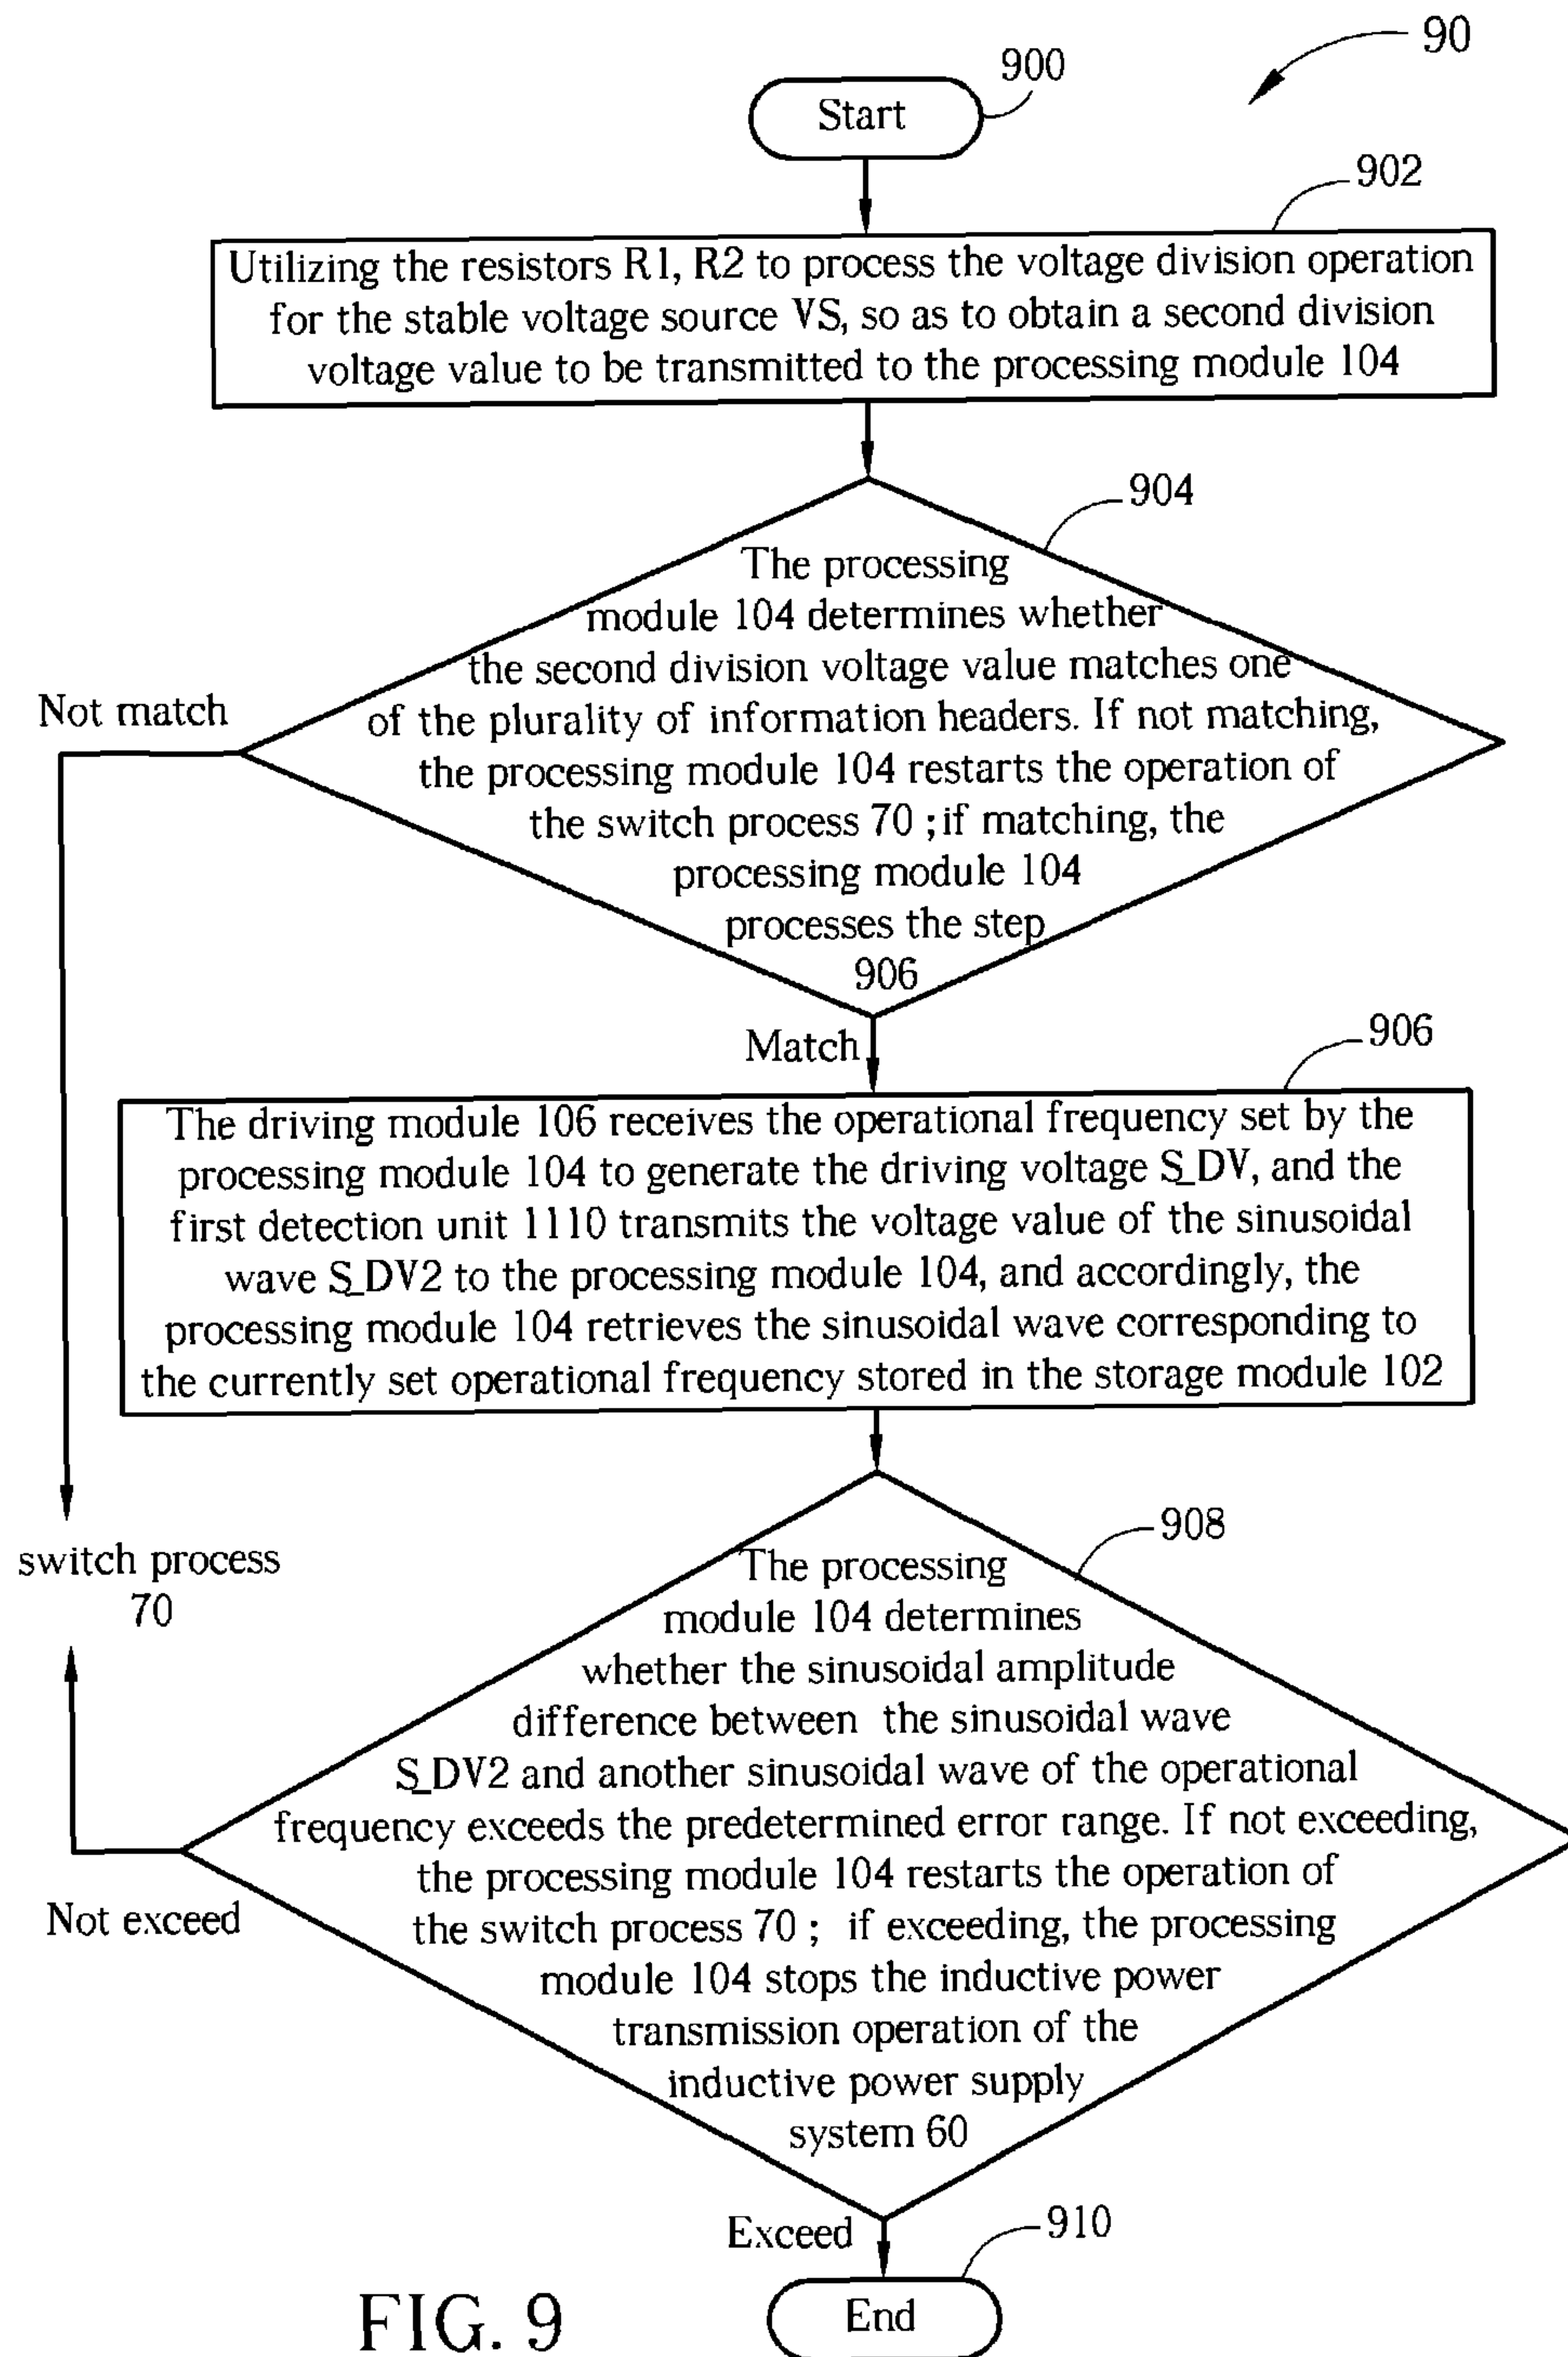 90
900
Start
902
Utilizing the resistors R1, R2 to process the voltage division operation
for the stable voltage source VS, so as to obtain a second division
voltage value to be transmitted to the processing module 104
904
The processing
module 104 determines whether
the second division voltage value matches one
of the plurality of information headers. If not matching,
the processing module 104 restarts the operation of
the switch process 70 ; if matching, the
processing module 104
processes the step
906
Not match
Match
906
The driving module 106 receives the operational frequency set by the
processing module 104 to generate the driving voltage S_DV, and the
first detection unit 1110 transmits the voltage value of the sinusoidal
wave S_DV2 to the processing module 104, and accordingly, the
processing module 104 retrieves the sinusoidal wave corresponding to
the currently set operational frequency stored in the storage module 102
switch process
70
908
The processing
module 104 determines
whether the sinusoidal amplitude
difference between the sinusoidal wave
S_DV2 and another sinusoidal wave of the operational
frequency exceeds the predetermined error range. If not exceeding,
the processing module 104 restarts the operation of
the switch process 70 ; if exceeding, the processing
module 104 stops the inductive power
transmission operation of the
inductive power supply
system 60
Not exceed
Exceed
910
End
FIG. 9